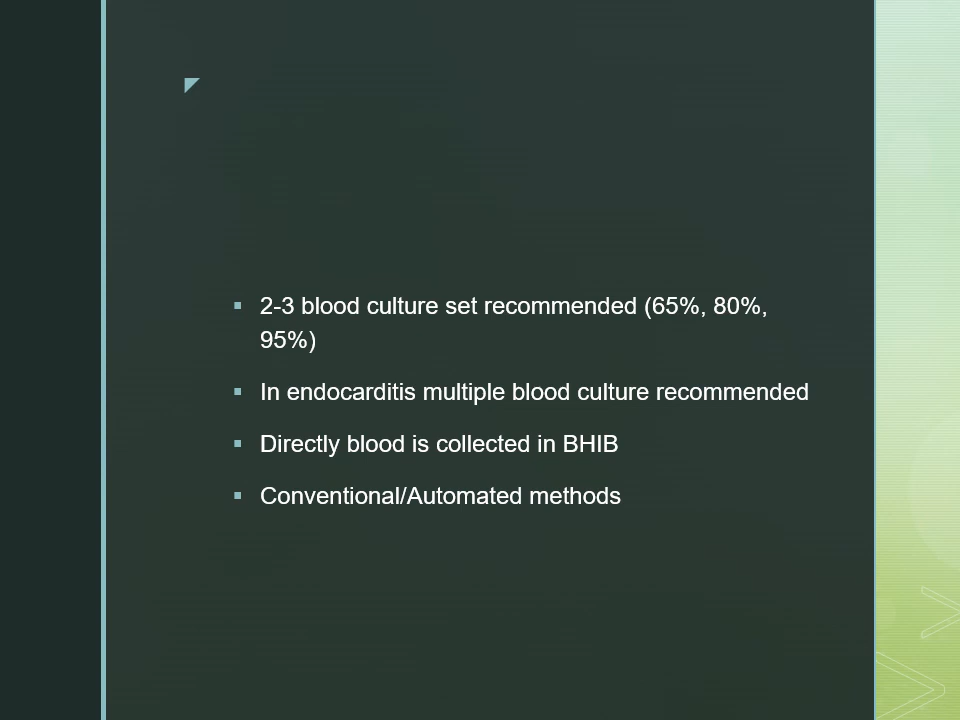 2-3 blood culture set recommended (65%, 80%,
95%)
In endocarditis multiple blood culture recommended
Directly blood is collected in BHIB
Conventional/Automated methods